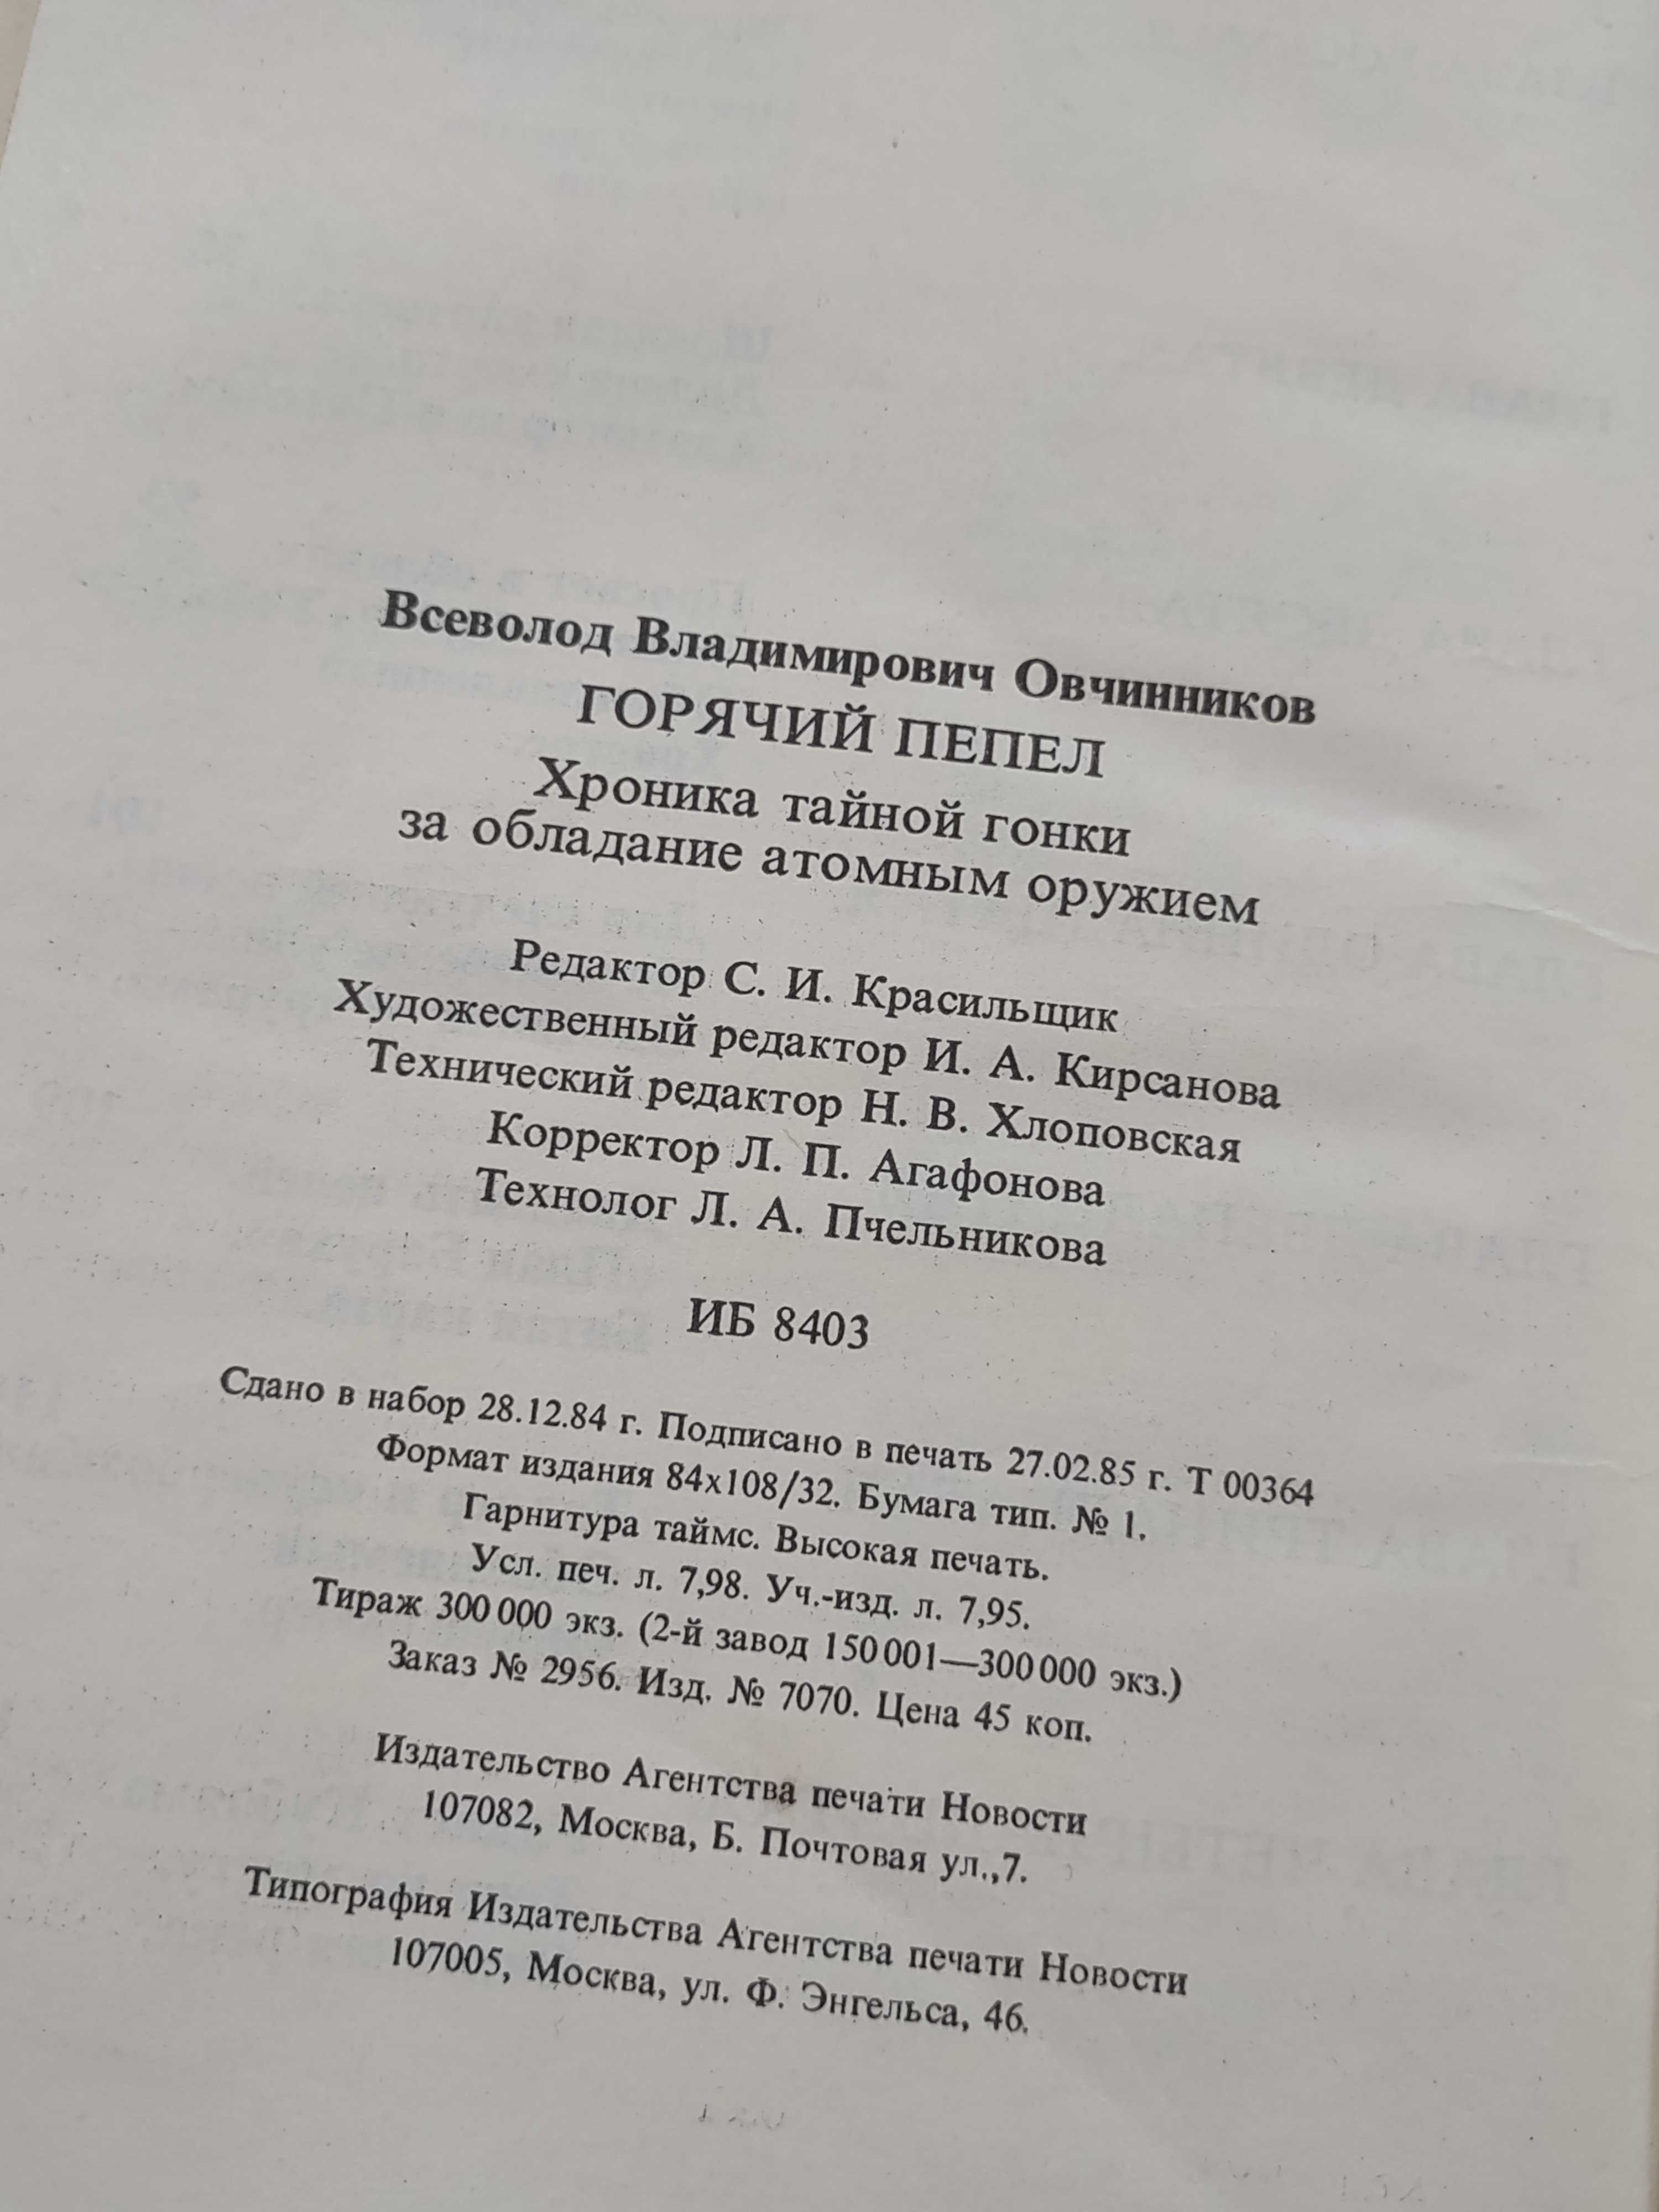 Всеволод Владимирович Овчинников
ГОРЯЧИЙ ПЕПЕЛ
Хроника тайной гонки
за обладание атомным оружием
Редактор С. И. Красильщик
Художественный редактор И. А. Кирсанова
Технический редактор Н. В. Хлоповская
Корректор Л. П. Агафонова
Технолог Л. А. Пчельникова
ИБ 8403
Сдано в набор 28.12.84 г. Подписано в печать 27.02.85 г. Т 00364
Формат издания 84х108/32. Бумага тип. № 1.
Гарнитура таймс. Высокая печать.
Усл. печ. л. 7,98. Уч.-изд. л. 7,95.
Тираж 300 000 экз. (2-й завод 150 001—300 000 экз.)
Заказ № 2956. Изд. № 7070. Цена 45 коп.
Издательство Агентства печати Новости
107082, Москва, Б. Почтовая ул.,7.
Типография Издательства Агентства печати Новости
107005, Москва, ул. Ф. Энгельса, 46.